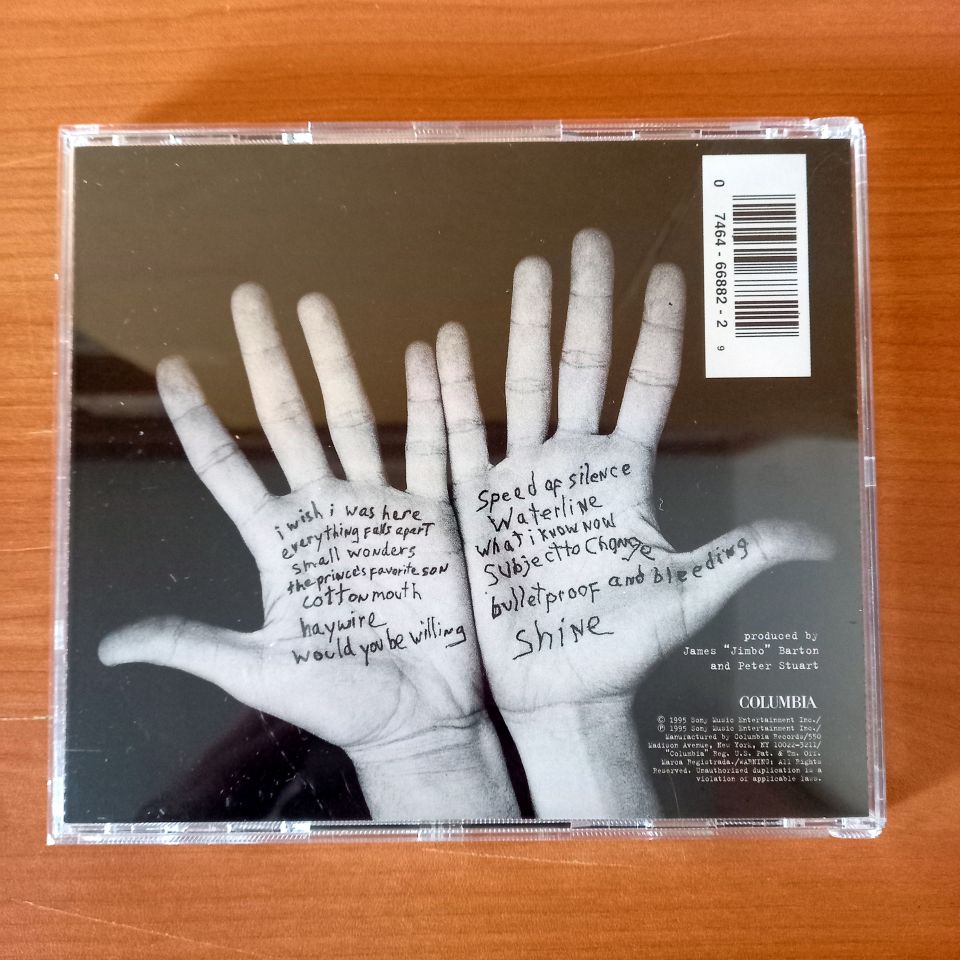 0 7464-66882-2 9
i wish i was here
everything falls apart
small wonders
the prince's favorite son
cottonmouth
haywire
would you be willing
Speed of silence
Waterline
what i know now
Subject to Change
bulletproof and bleeding
Shine
produced by
James "Jimbo" Barton
and Peter Stuart
COLUMBIA
© 1995 Sony Music Entertainment Inc./
℗ 1995 Sony Music Entertainment Inc./
Manufactured by Columbia Records/550
Madison Avenue, New York, NY 10022-3211/
"Columbia" Reg. U.S. Pat. & Tm. Off.
Marca Registrada./WARNING: All Rights
Reserved. Unauthorized duplication is a
violation of applicable laws.